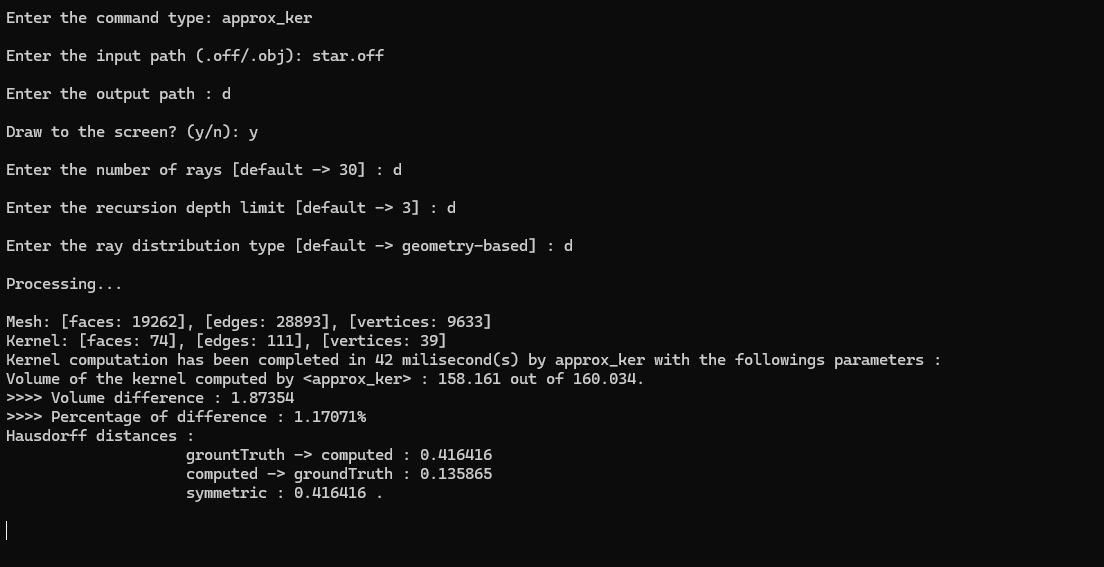 Enter the command type: approx_ker
Enter the input path (.off/.obj): star.off
Enter the output path : d
Draw to the screen? (y/n): y
Enter the number of rays [default -> 30] : d
Enter the recursion depth limit [default -> 3] : d
Enter the ray distribution type [default -> geometry-based] : d
Processing...
Mesh: [faces: 19262], [edges: 28893], [vertices: 9633]
Kernel: [faces: 74], [edges: 111], [vertices: 39]
Kernel computation has been completed in 42 milisecond(s) by approx_ker with the followings parameters :
Volume of the kernel computed by <approx_ker> : 158.161 out of 160.034.
>>>> Volume difference : 1.87354
>>>> Percentage of difference : 1.17071%
Hausdorff distances :
grountTruth -> computed : 0.416416
computed -> groundTruth : 0.135865
symmetric : 0.416416 .